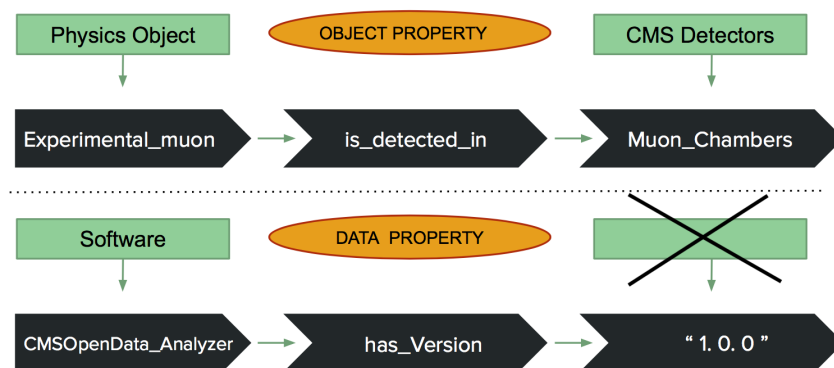 Physics Object
OBJECT PROPERTY
CMS Detectors
Experimental_muon
is_detected_in
Muon_Chambers
Software
DATA PROPERTY
CMSOpenData_Analyzer
has_Version
“ 1. 0. 0 ”